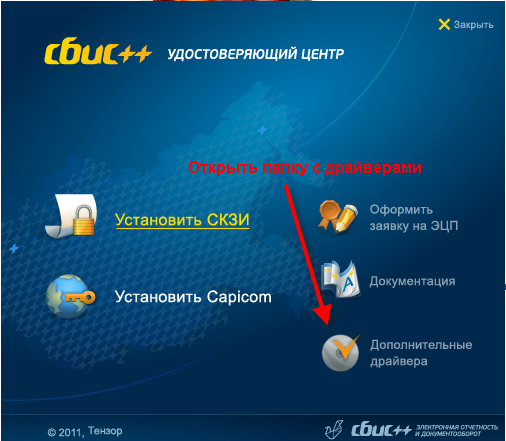 Закрыть
сбис++ УДОСТОВЕРЯЮЩИЙ ЦЕНТР
Открыть папку с драйверами
Установить СКЗИ
Оформить
заявку на ЭЦП
Документация
Установить Capicom
Дополнительные
драйвера
© 2011, Тензор
сбис++ ЭЛЕКТРОННАЯ ОТЧЕТНОСТЬ
И ДОКУМЕНТООБОРОТ